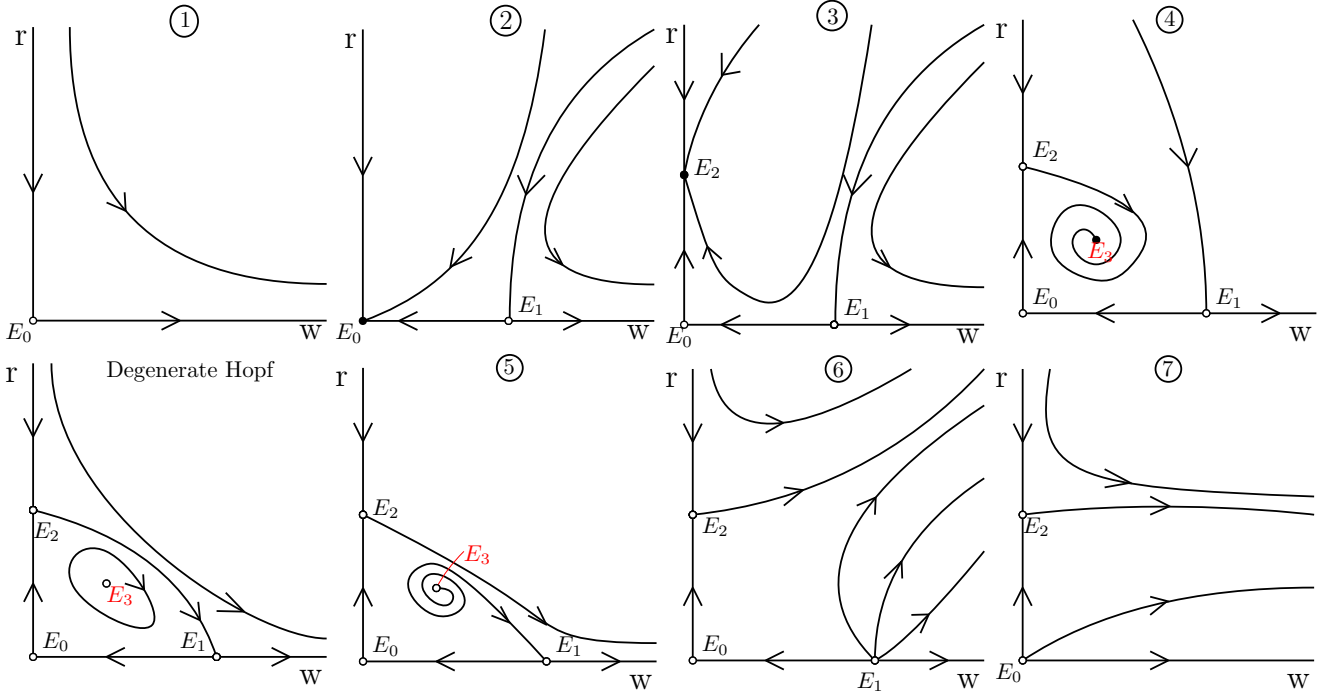 ①
r
E₀
w
②
r
E₁
E₀
w
③
r
E₂
E₁
E₀
w
④
r
E₂
E₃
E₀
E₁
w
Degenerate Hopf
r
E₂
E₃
E₀
E₁
w
⑤
r
E₂
E₃
E₀
E₁
w
⑥
r
E₂
E₀
E₁
w
⑦
r
E₂
E₀
w